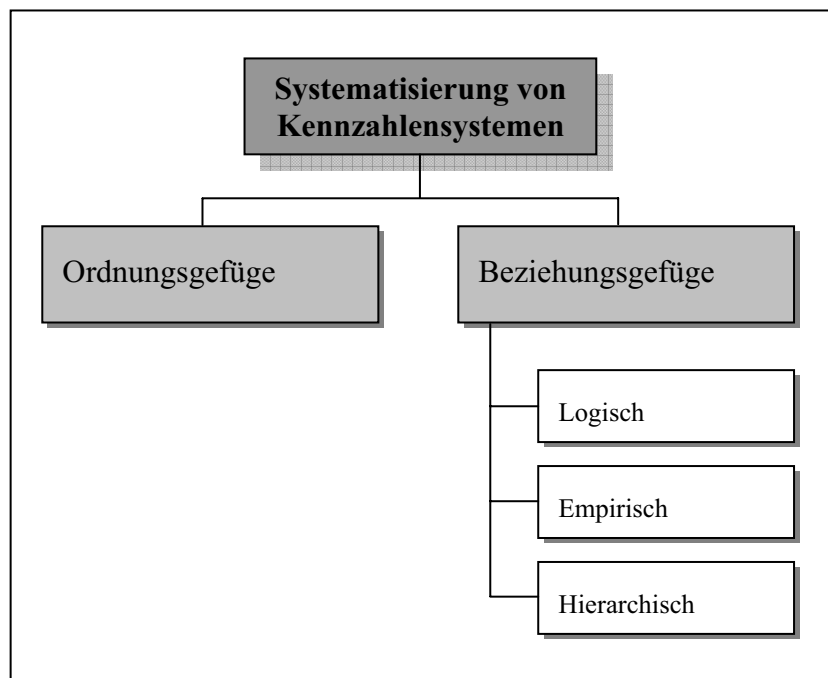 Systematisierung von
Kennzahlensystemen
Ordnungsgefüge
Beziehungsgefüge
Logisch
Empirisch
Hierarchisch